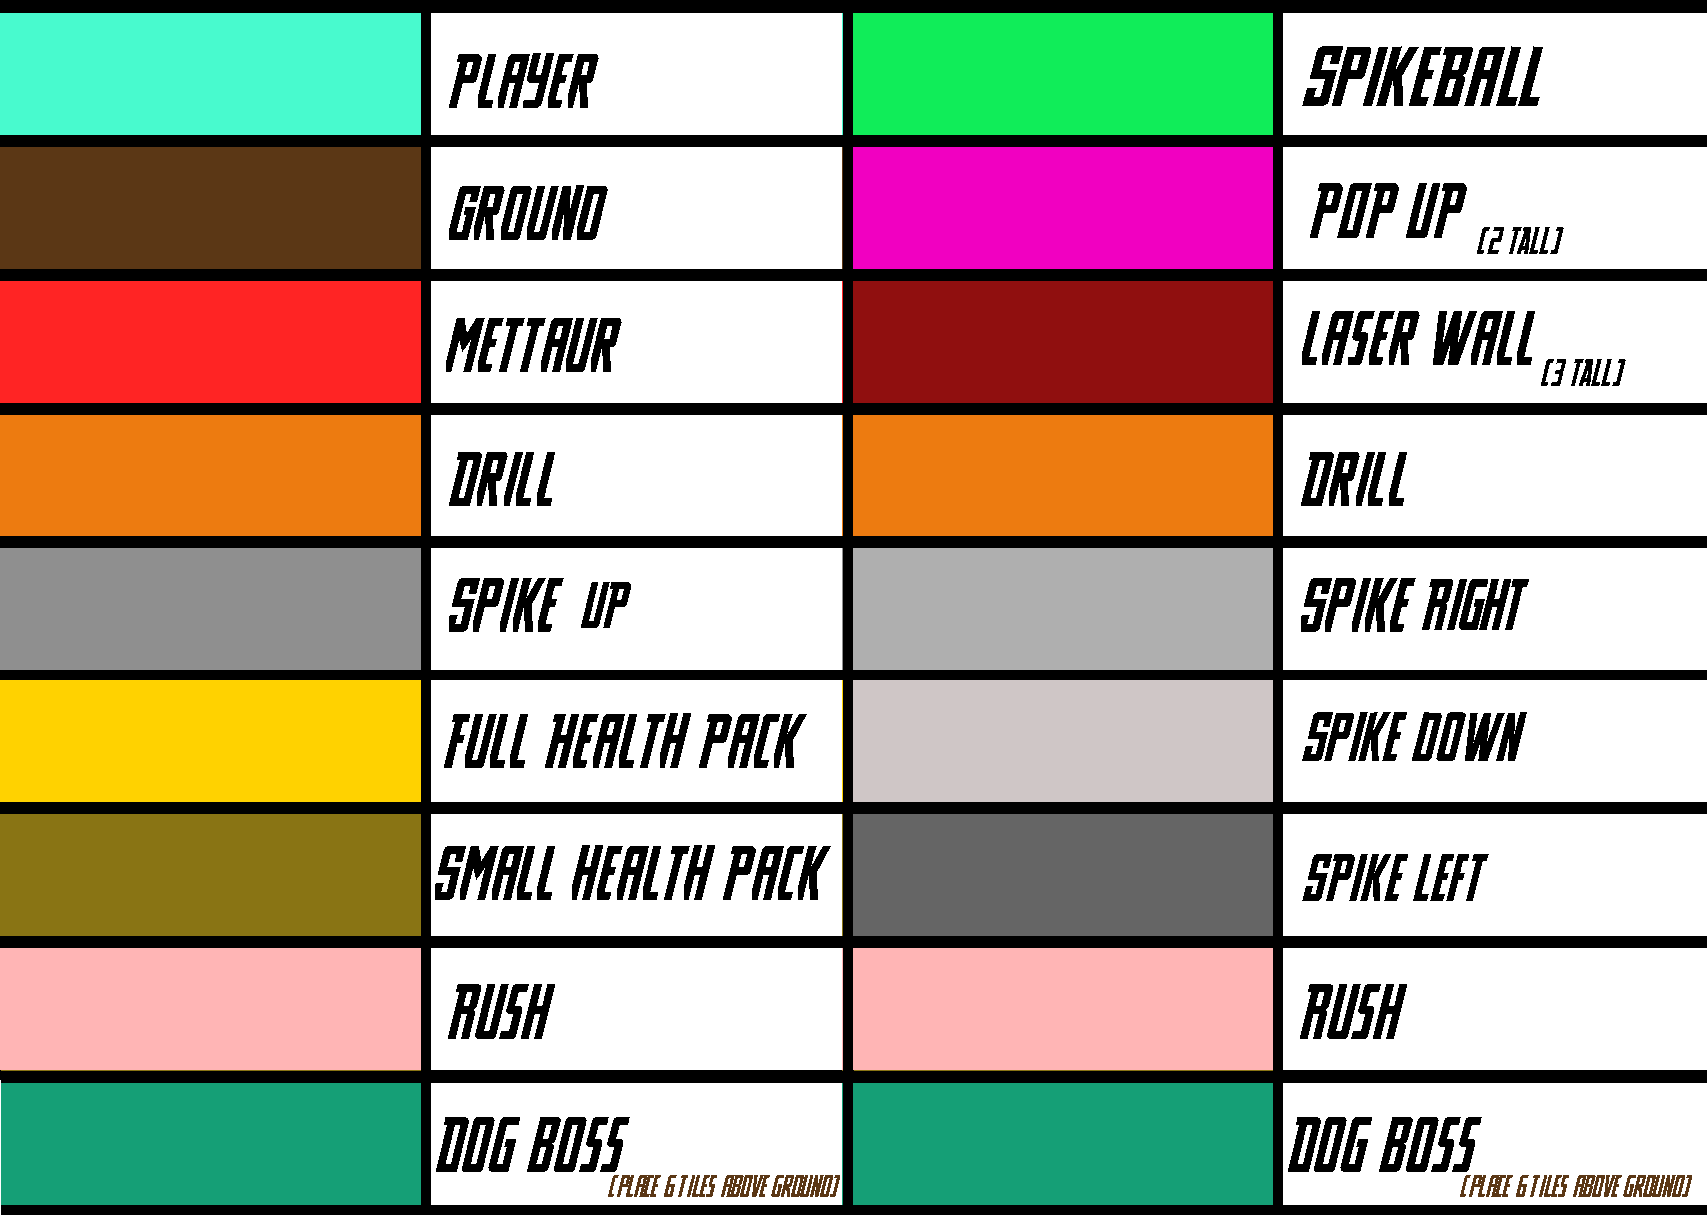 PLAYER
SPIKEBALL
GROUND
POP UP (2 TALL)
METTAUR
LASER WALL (3 TALL)
DRILL
DRILL
SPIKE UP
SPIKE RIGHT
FULL HEALTH PACK
SPIKE DOWN
SMALL HEALTH PACK
SPIKE LEFT
RUSH
RUSH
DOG BOSS
(PLACE 6 TILES ABOVE GROUND)
DOG BOSS
(PLACE 6 TILES ABOVE GROUND)